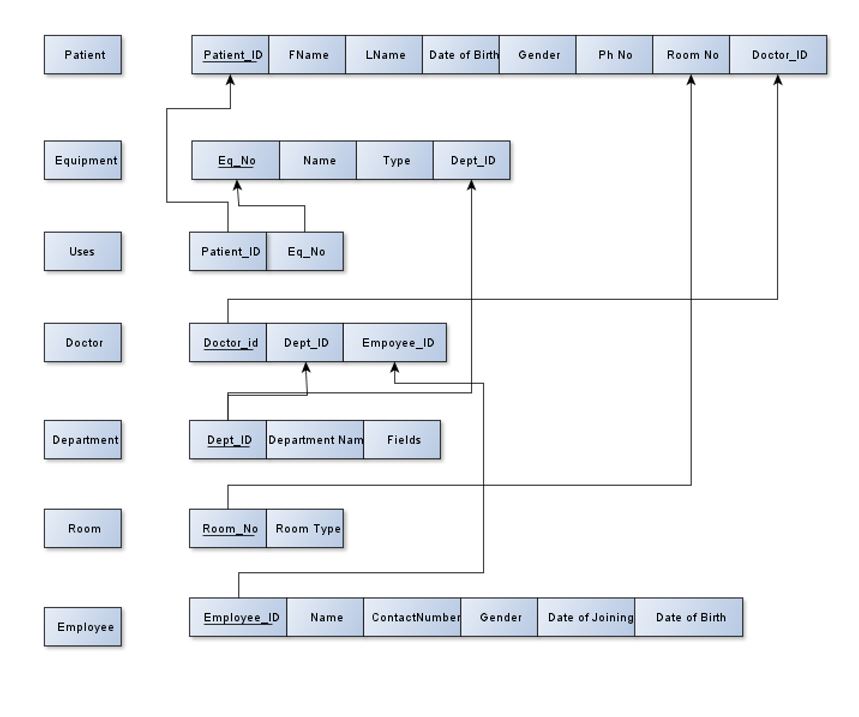 Patient Patient_ID FName LName Date of Birth Gender Ph No Room No Doctor_ID
Equipment Eq_No Name Type Dept_ID
Uses Patient_ID Eq_No
Doctor Doctor_id Dept_ID Empoyee_ID
Department Dept_ID Department Nam Fields
Room Room_No Room Type
Employee Employee_ID Name ContactNumber Gender Date of Joining Date of Birth